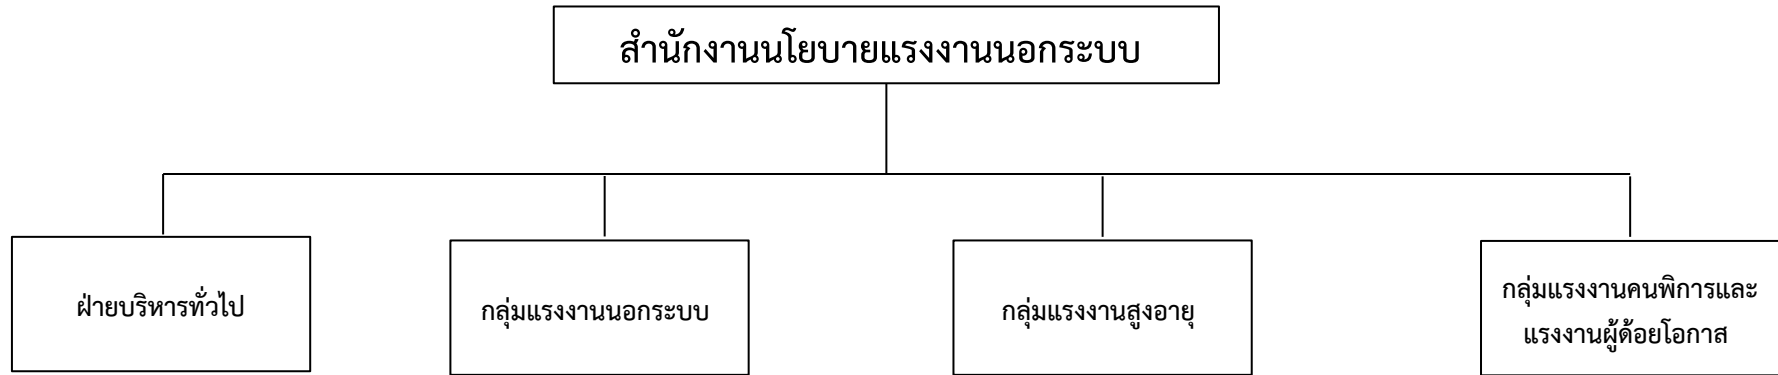 สำนักงานนโยบายแรงงานนอกระบบ
ฝ่ายบริหารทั่วไป
กลุ่มแรงงานนอกระบบ
กลุ่มแรงงานสูงอายุ
กลุ่มแรงงานคนพิการและ
แรงงานผู้ด้อยโอกาส